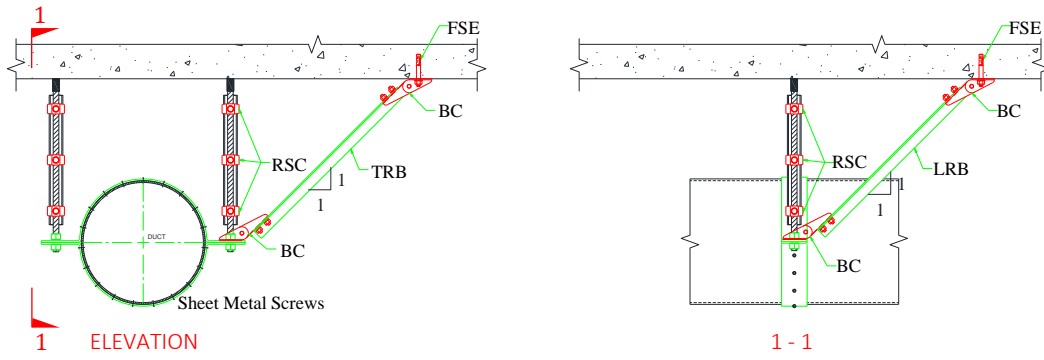 1
FSE
BC
RSC
TRB
1
1
DUCT
BC
Sheet Metal Screws
1
ELEVATION
FSE
BC
RSC
LRB
1
1
BC
1 - 1